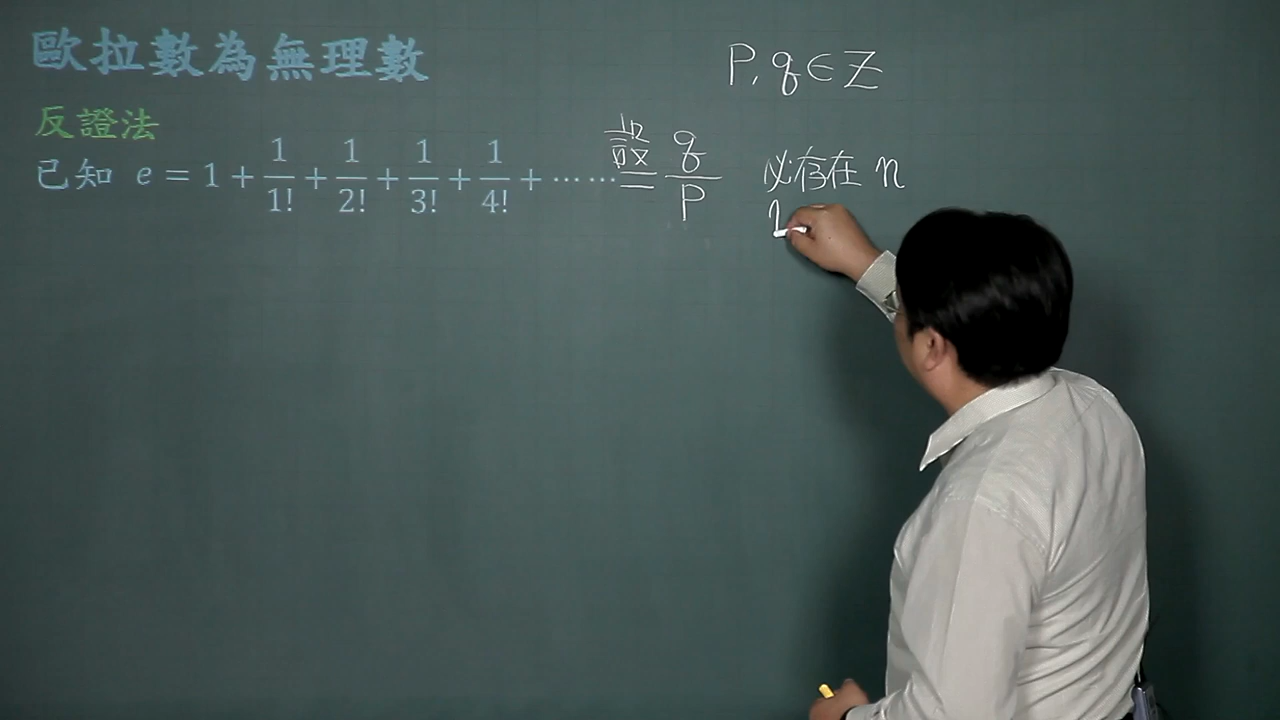 歐拉數為無理數
P, q ∈ Z
反證法
已知 e = 1 + 1/1! + 1/2! + 1/3! + 1/4! + ⋯⋯ 設= q/P 必存在 n